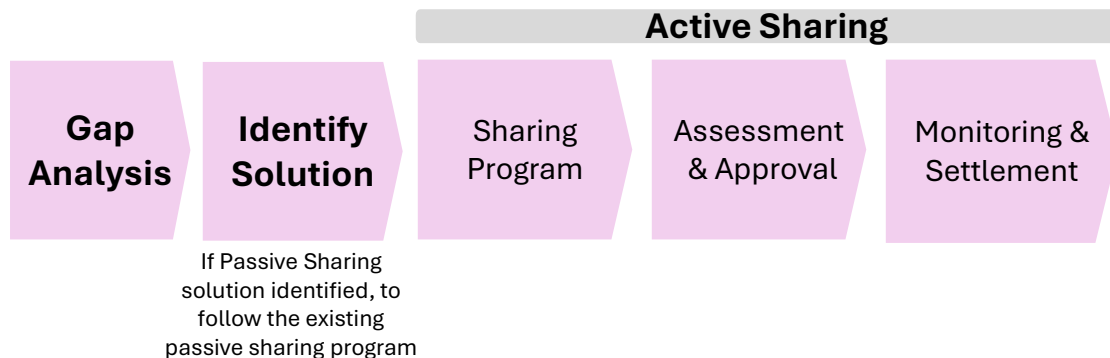 Active Sharing
Gap
Analysis
Identify
Solution
Sharing
Program
Assessment
& Approval
Monitoring &
Settlement
If Passive Sharing
solution identified, to
follow the existing
passive sharing program